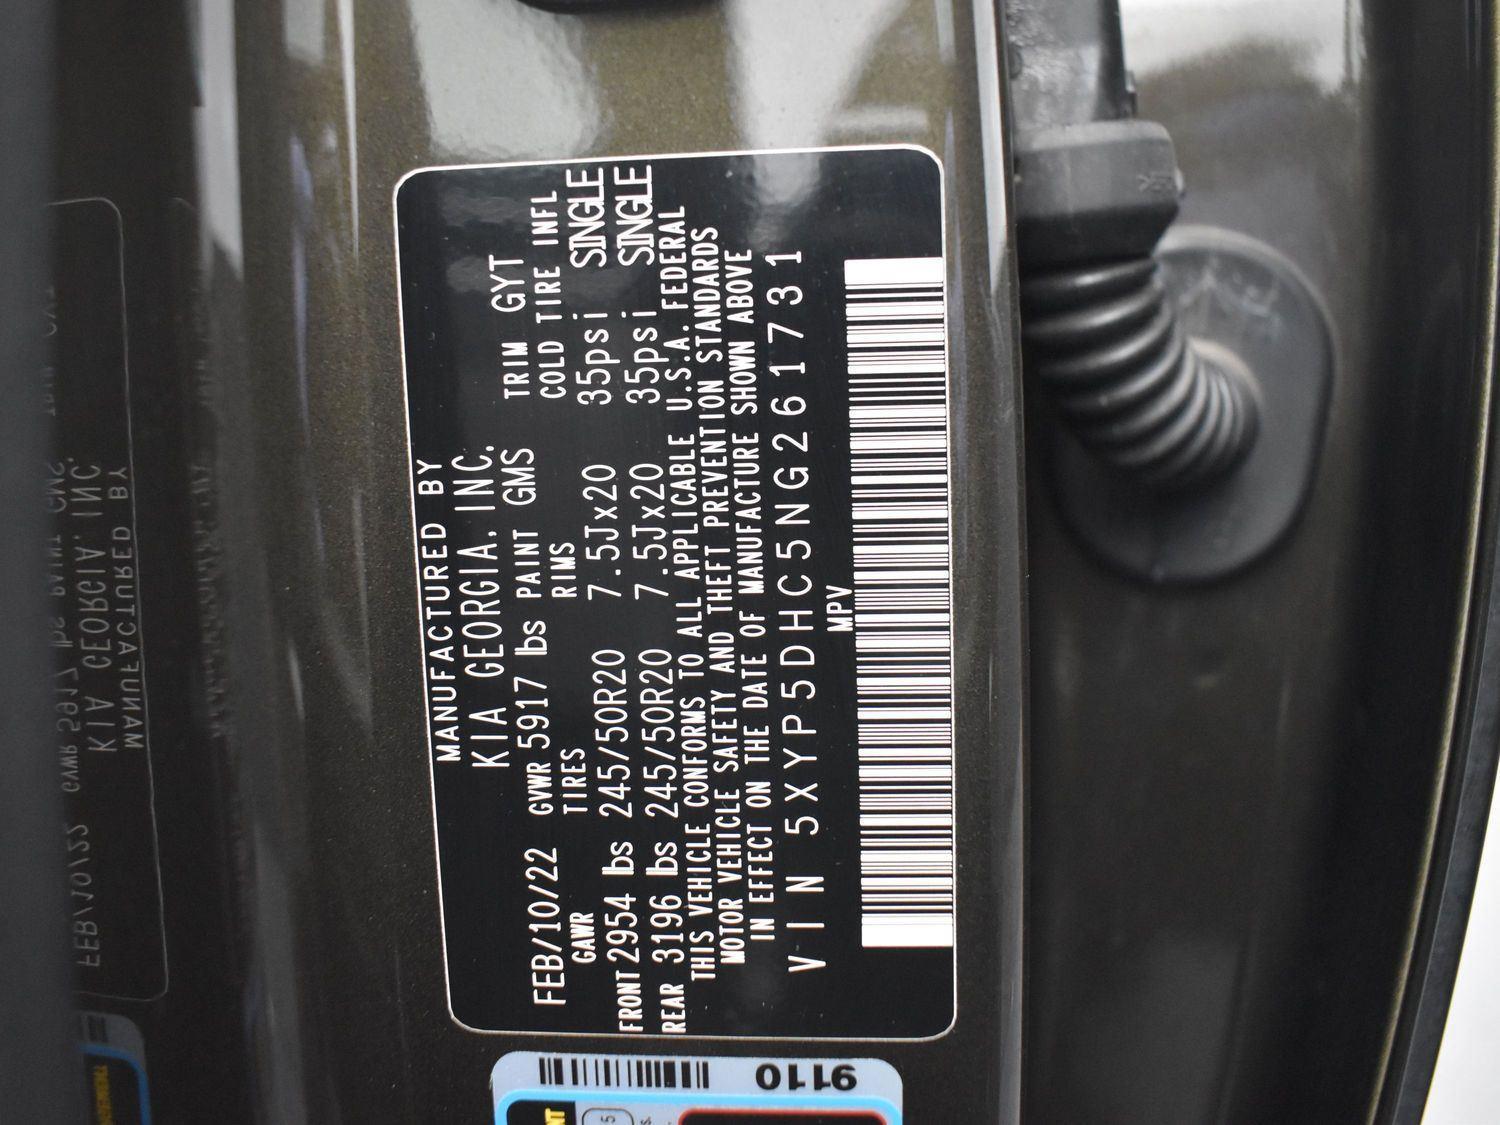 MANUFACTURED BY
KIA GEORGIA, INC.
FEB/10/22 GVWR 5917 lbs PAINT GMS TRIM GYT
GAWR TIRES RIMS COLD TIRE INFL
FRONT 2954 lbs 245/50R20 7.5Jx20 35psi SINGLE
REAR 3196 lbs 245/50R20 7.5Jx20 35psi SINGLE
THIS VEHICLE CONFORMS TO ALL APPLICABLE U.S.A. FEDERAL
MOTOR VEHICLE SAFETY AND THEFT PREVENTION STANDARDS
IN EFFECT ON THE DATE OF MANUFACTURE SHOWN ABOVE
VIN 5XYP5DHC5NG261731
MPV
9110